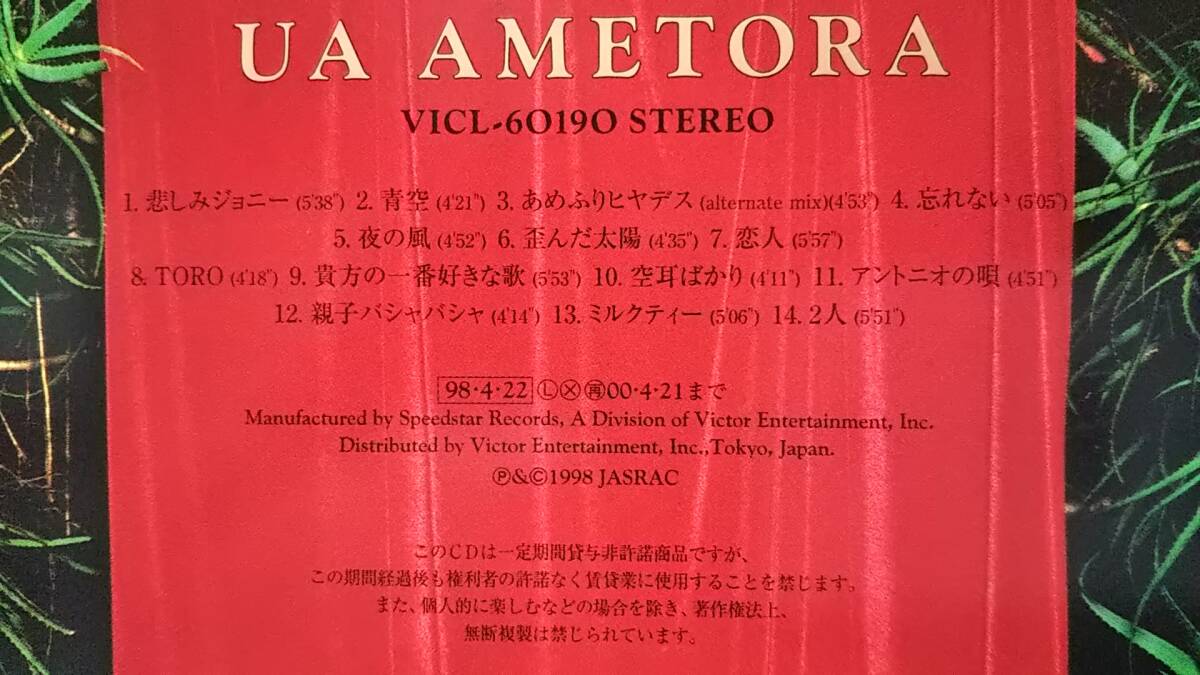 UA AMETORA
VICL-60190 STEREO
1. 悲しみジョニー (5'38") 2. 青空 (4'21") 3. あめふりヒヤデス (alternate mix)(4'53") 4. 忘れない (5'05")
5. 夜の風 (4'52") 6. 歪んだ太陽 (4'35") 7. 恋人 (5'57")
& TORO (4'18") 9. 貴方の一番好きな歌 (5'53") 10. 空耳ばかり (4'11") 11. アントニオの唄 (4'51")
12. 親子バシャバシャ (4'14") 13. ミルクティー (5'06") 14. 2人 (5'51")
98・4・22 Ⓛⓧ㊢00・4・21まで
Manufactured by Speedstar Records, A Division of Victor Entertainment, Inc.
Distributed by Victor Entertainment, Inc.,Tokyo, Japan.
Ⓟ&©1998 JASRAC
このCDは一定期間貸与非許諾商品ですが、
この期間経過後も権利者の許諾なく賃貸業に使用することを禁じます。
また、個人的に楽しむなどの場合を除き、著作権法上、
無断複製は禁じられています。